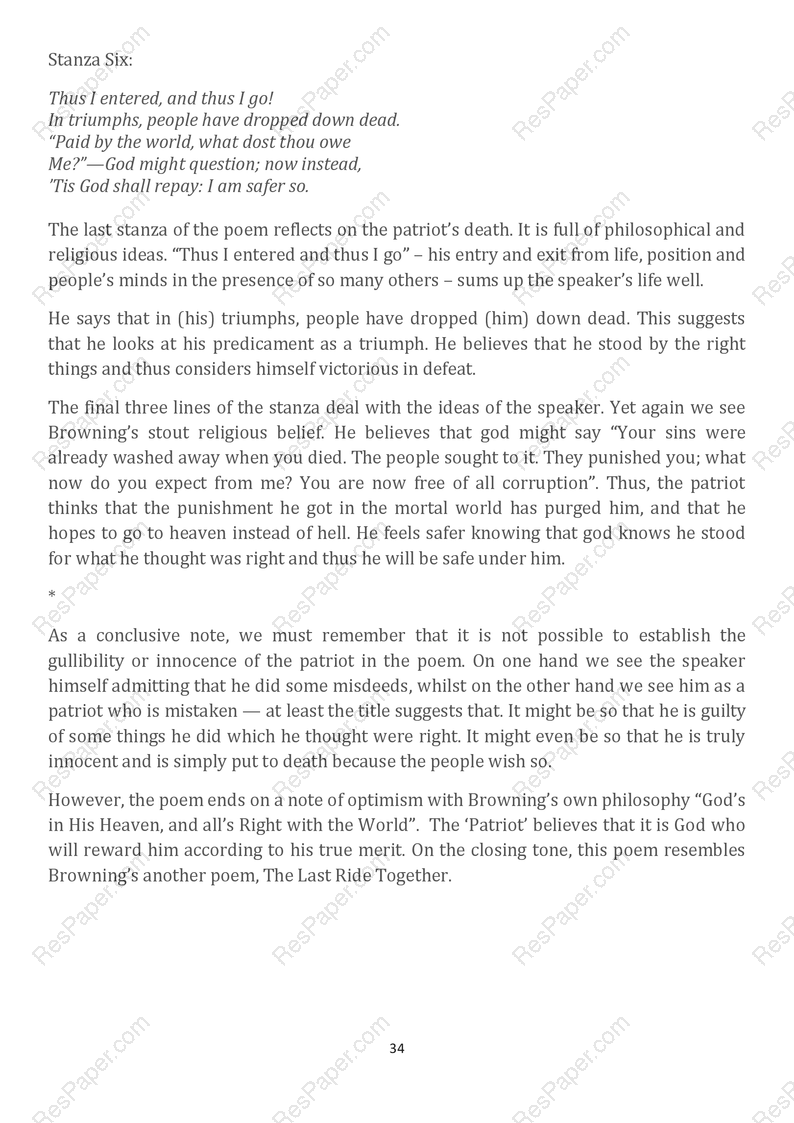 Stanza Six:
Thus I entered, and thus I go!
In triumphs, people have dropped down dead.
“Paid by the world, what dost thou owe
Me?”—God might question; now instead,
’Tis God shall repay: I am safer so.
The last stanza of the poem reflects on the patriot’s death. It is full of philosophical and
religious ideas. “Thus I entered and thus I go” – his entry and exit from life, position and
people’s minds in the presence of so many others – sums up the speaker’s life well.
He says that in (his) triumphs, people have dropped (him) down dead. This suggests
that he looks at his predicament as a triumph. He believes that he stood by the right
things and thus considers himself victorious in defeat.
The final three lines of the stanza deal with the ideas of the speaker. Yet again we see
Browning’s stout religious belief. He believes that god might say “Your sins were
already washed away when you died. The people sought to it. They punished you; what
now do you expect from me? You are now free of all corruption”. Thus, the patriot
thinks that the punishment he got in the mortal world has purged him, and that he
hopes to go to heaven instead of hell. He feels safer knowing that god knows he stood
for what he thought was right and thus he will be safe under him.
*
As a conclusive note, we must remember that it is not possible to establish the
gullibility or innocence of the patriot in the poem. On one hand we see the speaker
himself admitting that he did some misdeeds, whilst on the other hand we see him as a
patriot who is mistaken — at least the title suggests that. It might be so that he is guilty
of some things he did which he thought were right. It might even be so that he is truly
innocent and is simply put to death because the people wish so.
However, the poem ends on a note of optimism with Browning’s own philosophy “God’s
in His Heaven, and all’s Right with the World”.  The ‘Patriot’ believes that it is God who
will reward him according to his true merit. On the closing tone, this poem resembles
Browning’s another poem, The Last Ride Together.
34